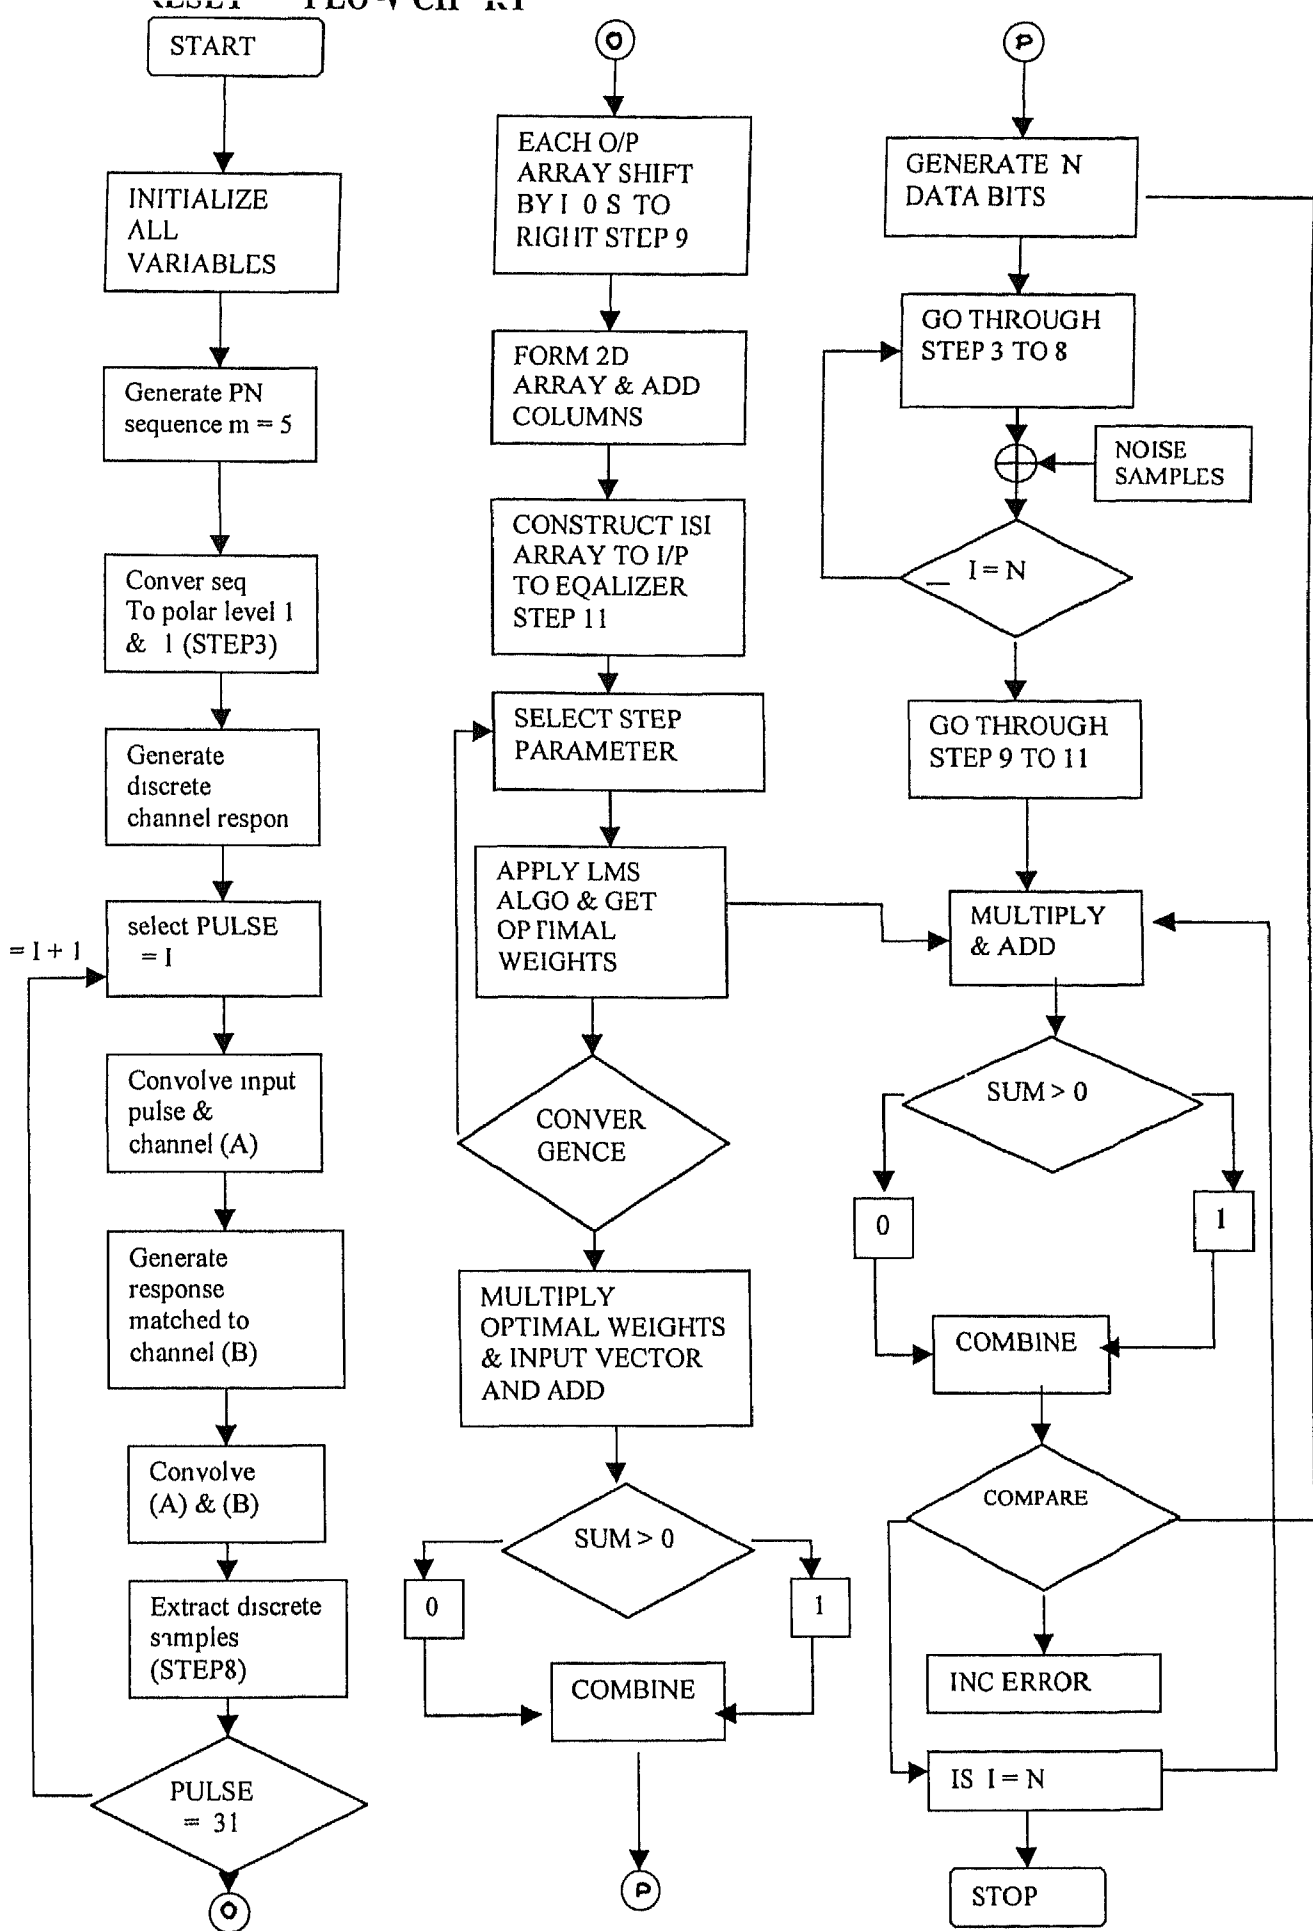 START
INITIALIZE
ALL
VARIABLES
Generate PN
sequence m = 5
Conver seq
To polar level 1
& 1 (STEP3)
Generate
discrete
channel respon
= I + 1
select PULSE
= I
Convolve input
pulse &
channel (A)
Generate
response
matched to
channel (B)
Convolve
(A) & (B)
Extract discrete
samples
(STEP8)
PULSE
= 31
O
O
EACH O/P
ARRAY SHIFT
BY I 0 S TO
RIGHT STEP 9
FORM 2D
ARRAY & ADD
COLUMNS
CONSTRUCT ISI
ARRAY TO I/P
TO EQALIZER
STEP 11
SELECT STEP
PARAMETER
APPLY LMS
ALGO & GET
OPTIMAL
WEIGHTS
CONVER
GENCE
MULTIPLY
OPTIMAL WEIGHTS
& INPUT VECTOR
AND ADD
SUM > 0
0
1
COMBINE
P
P
GENERATE N
DATA BITS
GO THROUGH
STEP 3 TO 8
NOISE
SAMPLES
I = N
GO THROUGH
STEP 9 TO 11
MULTIPLY
& ADD
SUM > 0
0
1
COMBINE
COMPARE
INC ERROR
IS I = N
STOP